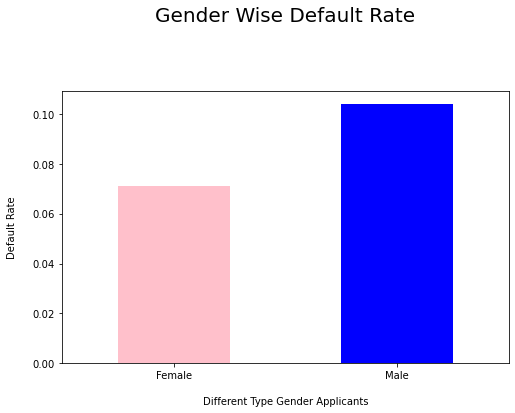 Gender Wise Default Rate
0.10
0.08
0.06
0.04
0.02
0.00
Default Rate
Female
Male
Different Type Gender Applicants